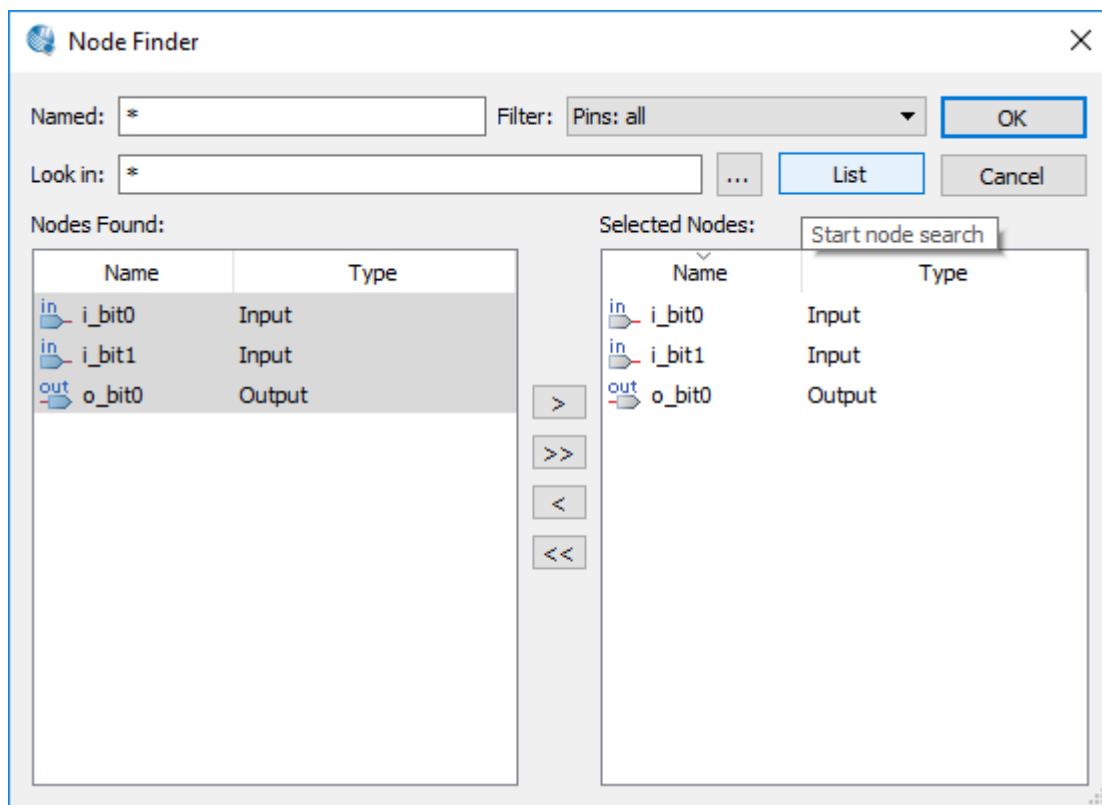 Node Finder
Named: * Filter: Pins: all OK
Look in: * ... List Cancel
Nodes Found: Selected Nodes: Start node search
Name Type Name Type
in i_bit0 Input in i_bit0 Input
in i_bit1 Input in i_bit1 Input
out o_bit0 Output out o_bit0 Output
>
>>
<
<<